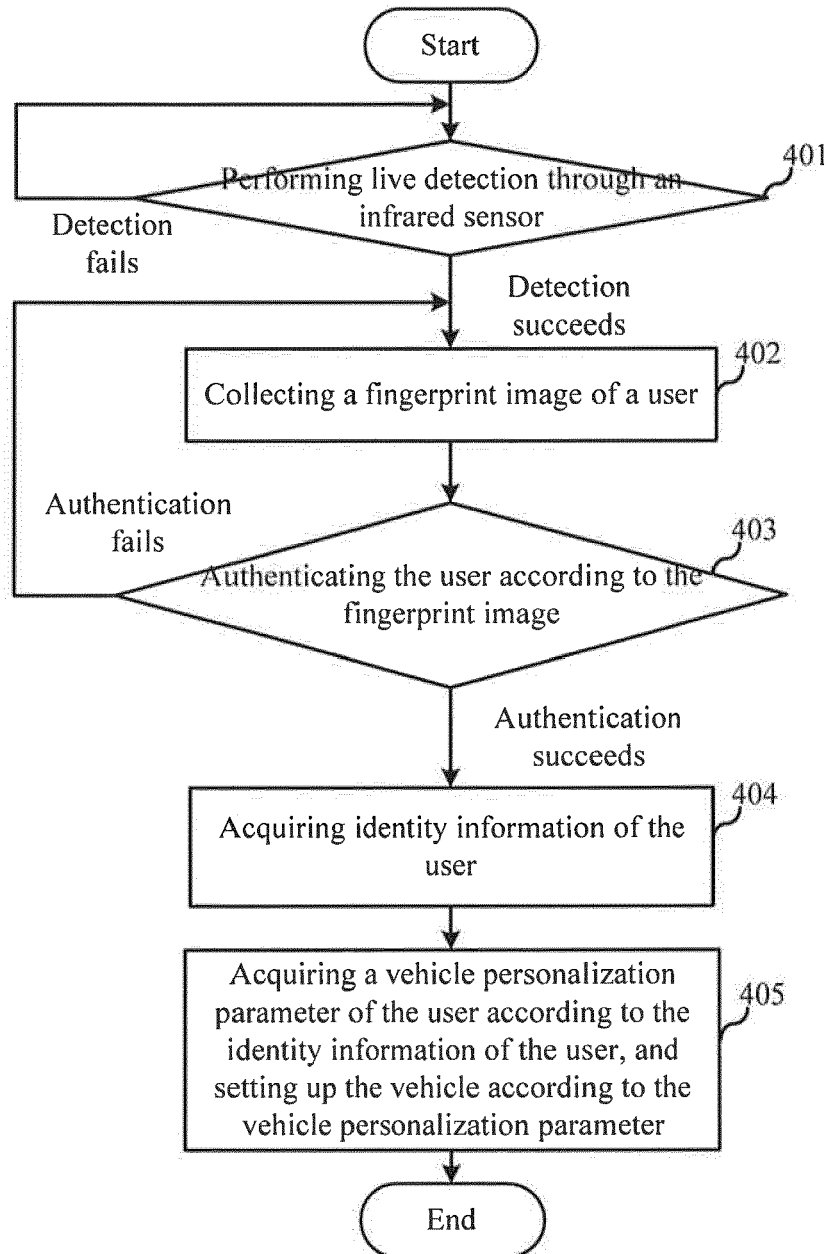 Start
401
Performing live detection through an
infrared sensor
Detection
fails
Detection
succeeds
402
Collecting a fingerprint image of a user
Authentication
fails
403
Authenticating the user according to the
fingerprint image
Authentication
succeeds
404
Acquiring identity information of the
user
405
Acquiring a vehicle personalization
parameter of the user according to the
identity information of the user, and
setting up the vehicle according to the
vehicle personalization parameter
End